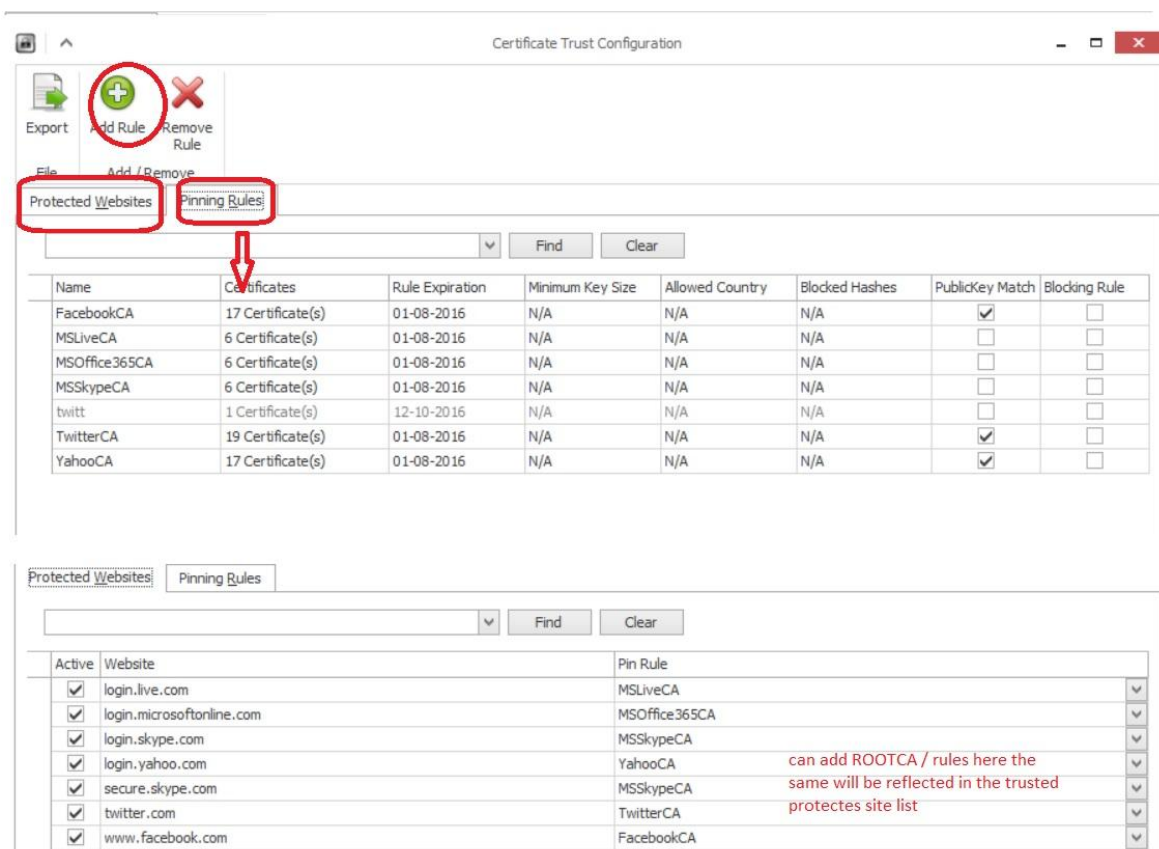 Certificate Trust Configuration
Export
Add Rule
Remove
Rule
File
Add / Remove
Protected Websites
Pinning Rules
Find
Clear
Name Certificates Rule Expiration Minimum Key Size Allowed Country Blocked Hashes PublicKey Match Blocking Rule
FacebookCA 17 Certificate(s) 01-08-2016 N/A N/A N/A
MSLiveCA 6 Certificate(s) 01-08-2016 N/A N/A N/A
MSOffice365CA 6 Certificate(s) 01-08-2016 N/A N/A N/A
MSSkypeCA 6 Certificate(s) 01-08-2016 N/A N/A N/A
twitt 1 Certificate(s) 12-10-2016 N/A N/A N/A
TwitterCA 19 Certificate(s) 01-08-2016 N/A N/A N/A
YahooCA 17 Certificate(s) 01-08-2016 N/A N/A N/A
Protected Websites
Pinning Rules
Find
Clear
Active Website Pin Rule
login.live.com MSLiveCA
login.microsoftonline.com MSOffice365CA
login.skype.com MSSkypeCA
login.yahoo.com YahooCA
secure.skype.com MSSkypeCA
twitter.com TwitterCA
www.facebook.com FacebookCA
can add ROOTCA / rules here the
same will be reflected in the trusted
protectes site list